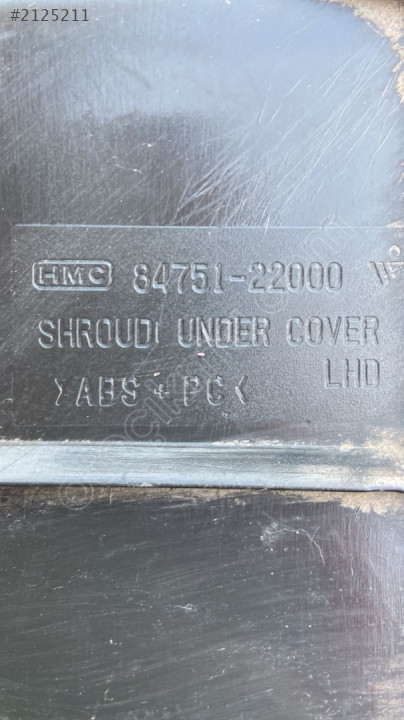 #2125211
HMC 84751-22000
SHROUD UNDER COVER
LHD
>ABS + PC<